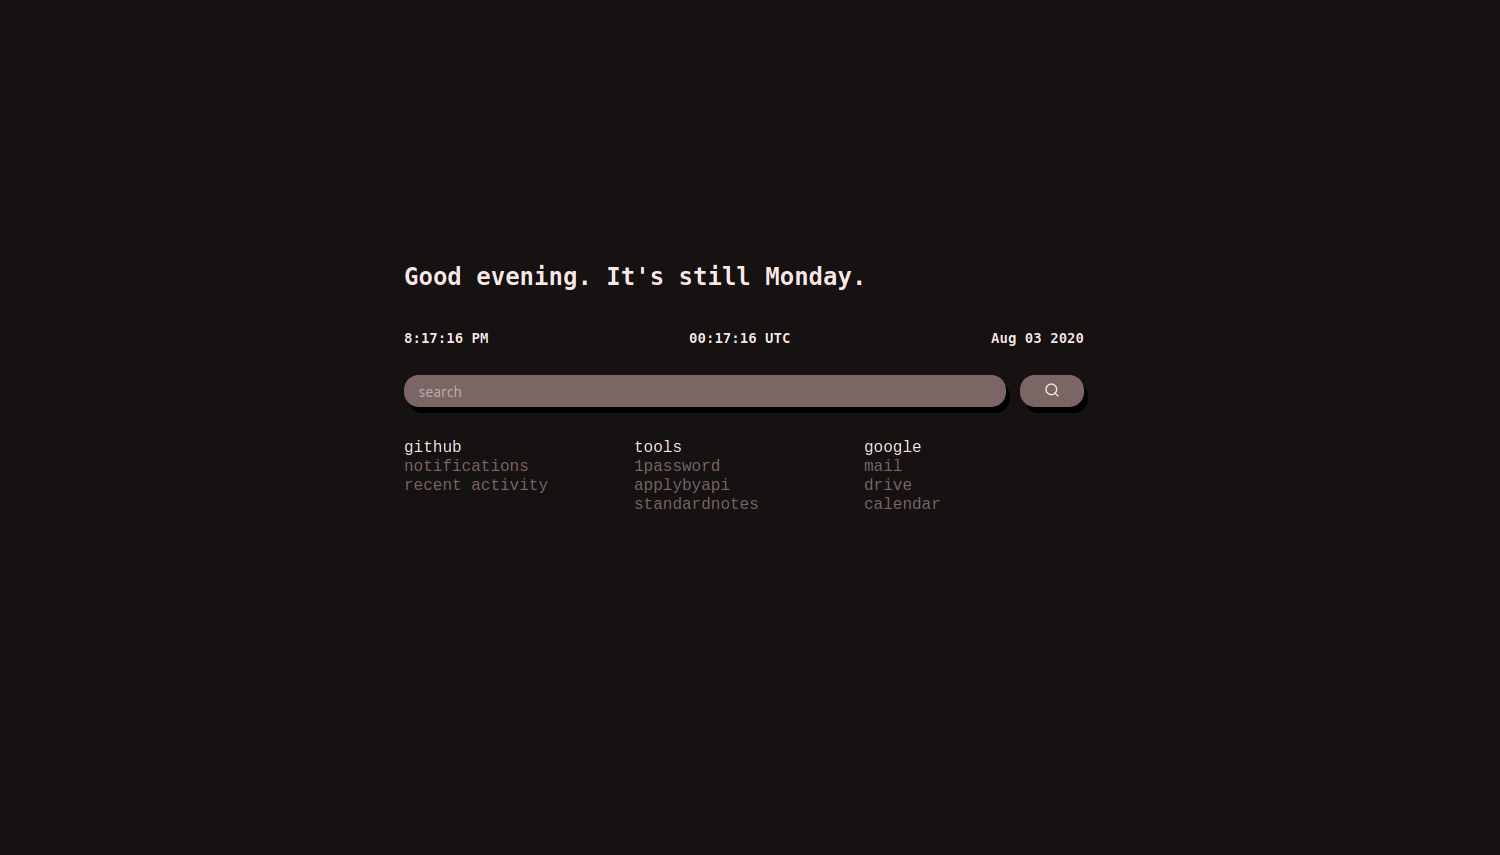 Good evening. It's still Monday.
8:17:16 PM 00:17:16 UTC Aug 03 2020
search
github tools google
notifications 1password mail
recent activity applybyapi drive
standardnotes calendar